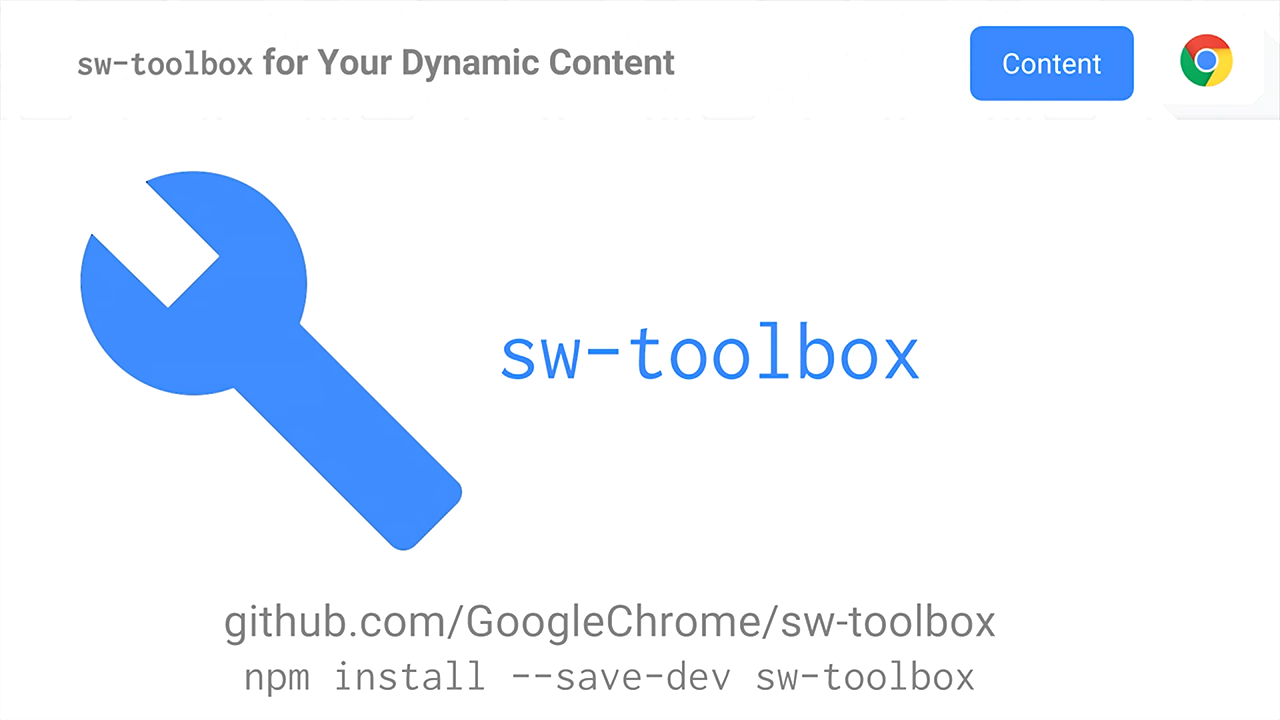 sw-toolbox for Your Dynamic Content
Content
sw-toolbox
github.com/GoogleChrome/sw-toolbox
npm install --save-dev sw-toolbox